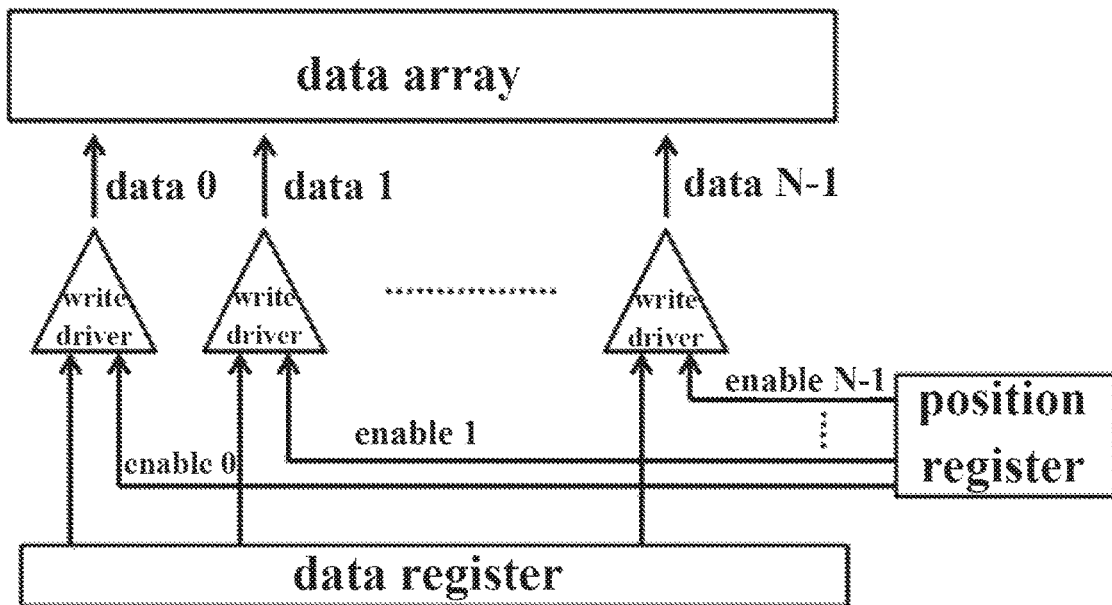 data array
data 0
data 1
data N-1
write
driver
write
driver
write
driver
enable N-1
enable 1
enable 0
position
register
data register